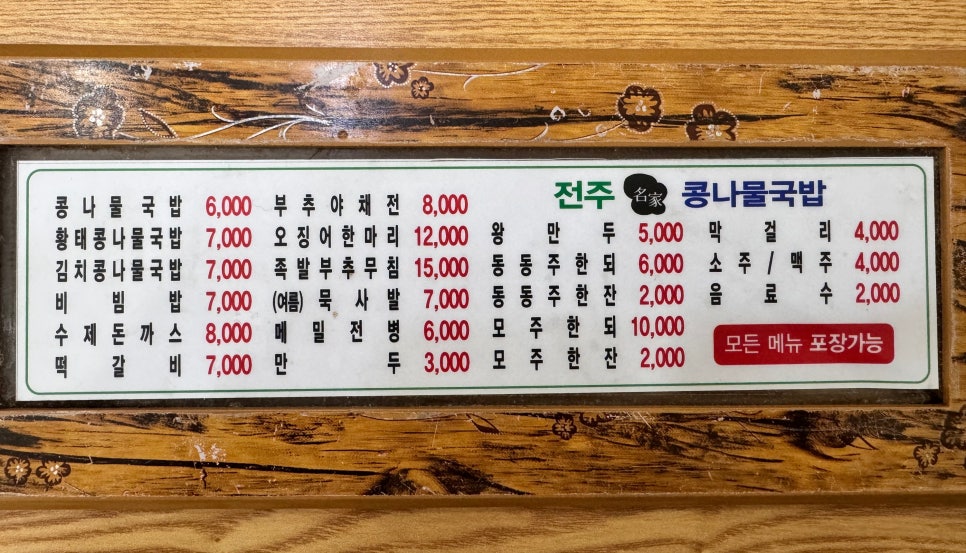 전주 名家 콩나물국밥
콩나물국밥 6,000
황태콩나물국밥 7,000
김치콩나물국밥 7,000
비빔밥 7,000
수제돈까스 8,000
떡갈비 7,000
부추야채전 8,000
오징어한마리 12,000
족발부추무침 15,000
(여름) 묵사발 7,000
메밀전병 6,000
만두 3,000
왕만두 5,000
동동주한되 6,000
동동주한잔 2,000
모주한되 10,000
모주한잔 2,000
막걸리 4,000
소주/맥주 4,000
음료수 2,000
모든 메뉴 포장가능